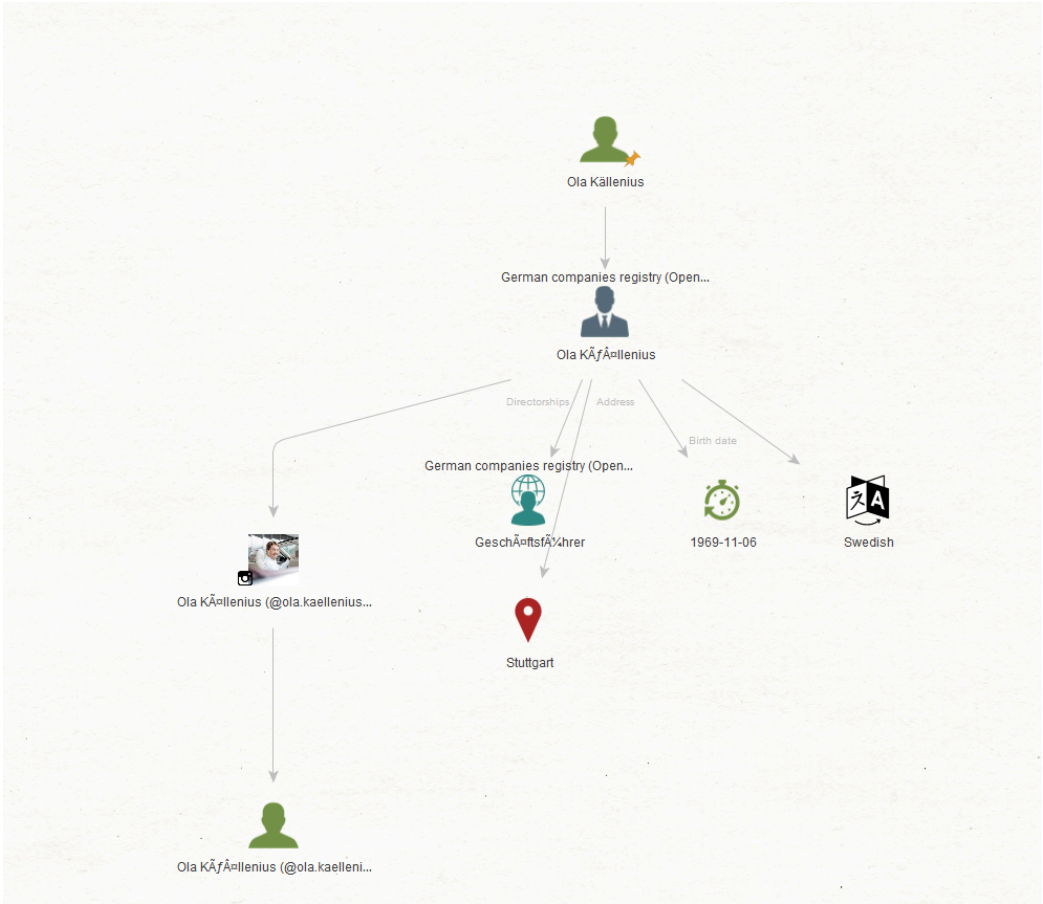 Ola Källenius
German companies registry (Open...
Ola KÃƒÂ¤llenius
Directorships
Address
Birth date
German companies registry (Open...
GeschÃ¤ftsfÃ¼hrer
1969-11-06
Swedish
Ola KÃ¤llenius (@ola.kaellenius...
Stuttgart
Ola KÃƒÂ¤llenius (@ola.kaelleni...